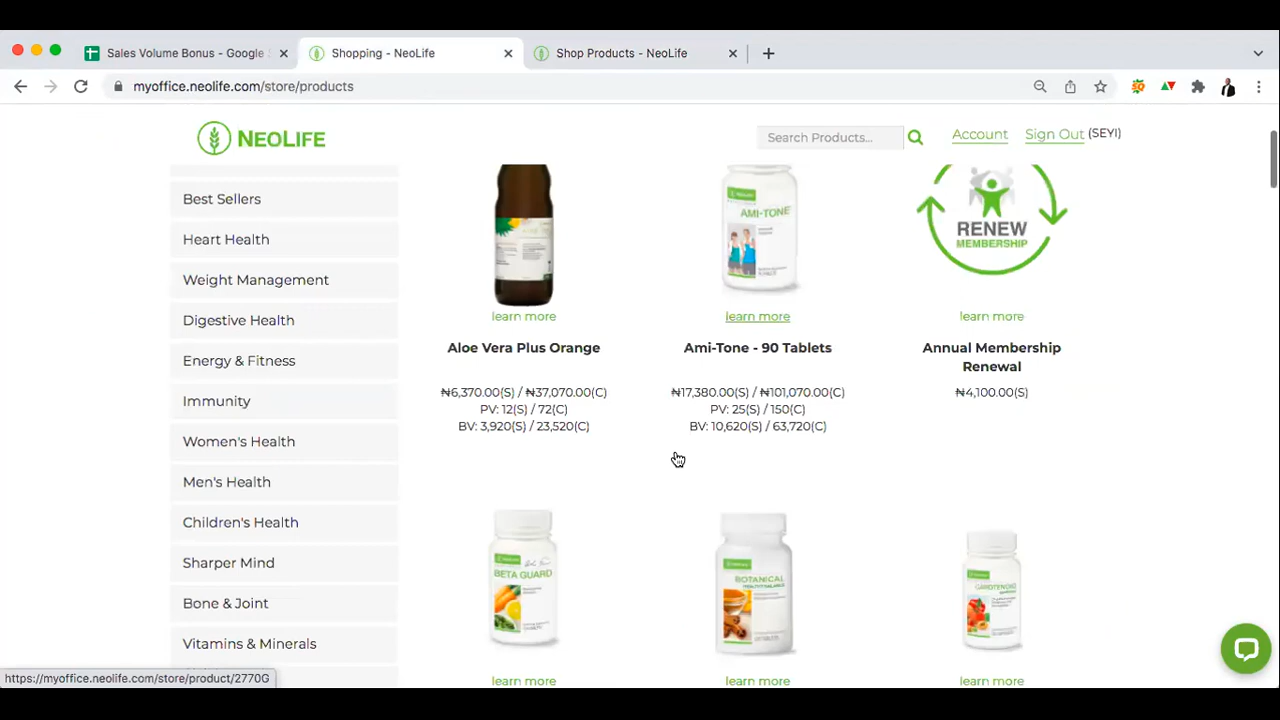 Sales Volume Bonus - Google
Shopping - NeoLife
Shop Products - NeoLife
myoffice.neolife.com/store/products
NEOLIFE
Search Products...
Account
Sign Out (SEYI)
Best Sellers
Heart Health
Weight Management
Digestive Health
Energy & Fitness
Immunity
Women's Health
Men's Health
Children's Health
Sharper Mind
Bone & Joint
Vitamins & Minerals
AMI-TONE
RENEW
MEMBERSHIP
learn more
learn more
learn more
Aloe Vera Plus Orange
₦6,370.00(S) / ₦37,070.00(C)
PV: 12(S) / 72(C)
BV: 3,920(S) / 23,520(C)
Ami-Tone - 90 Tablets
₦17,380.00(S) / ₦101,070.00(C)
PV: 25(S) / 150(C)
BV: 10,620(S) / 63,720(C)
Annual Membership
Renewal
₦4,100.00(S)
BETA GUARD
BOTANICAL
CAROTENOID
learn more
learn more
learn more
https://myoffice.neolife.com/store/product/2770G